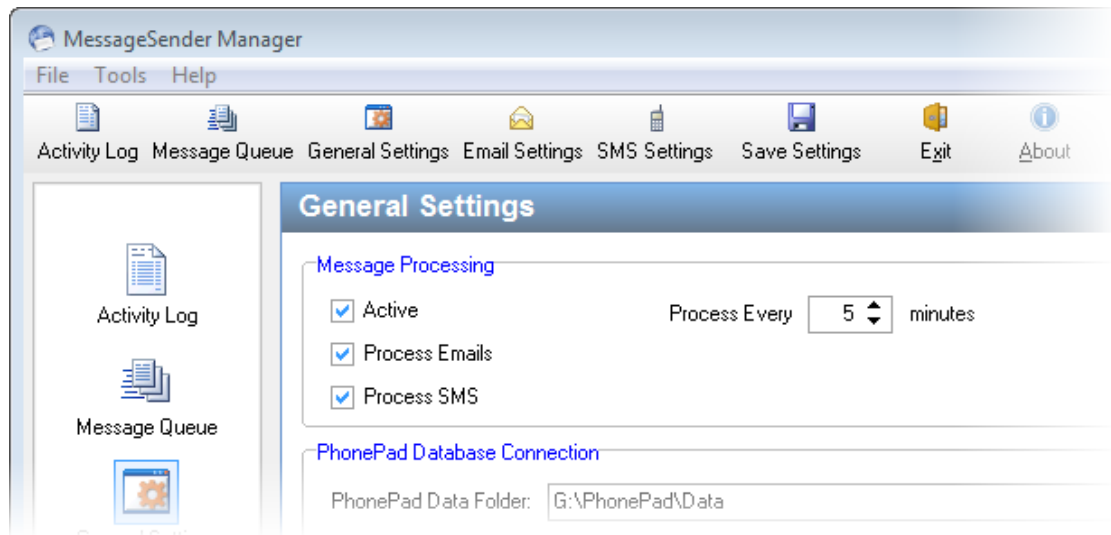 MessageSender Manager
File Tools Help
Activity Log Message Queue General Settings Email Settings SMS Settings Save Settings Exit About
General Settings
Message Processing
Activity Log
Active
Process Every 5 minutes
Process Emails
Process SMS
Message Queue
PhonePad Database Connection
PhonePad Data Folder: G:\PhonePad\Data